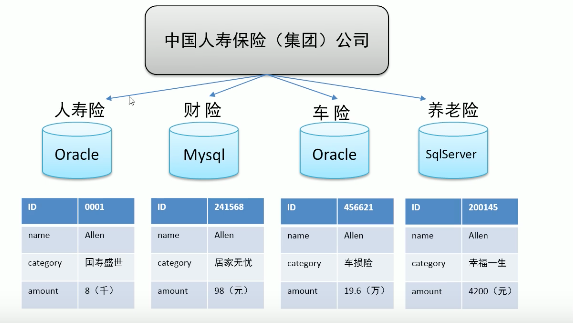 中国人寿保险（集团）公司
人寿险 财 险 车 险 养老险
Oracle Mysql Oracle SqlServer
ID 0001 ID 241568 ID 456621 ID 200145
name Allen name Allen name Allen name Allen
category 国寿盛世 category 居家无忧 category 车损险 category 幸福一生
amount 8（千） amount 98（元） amount 19.6（万） amount 4200（元）